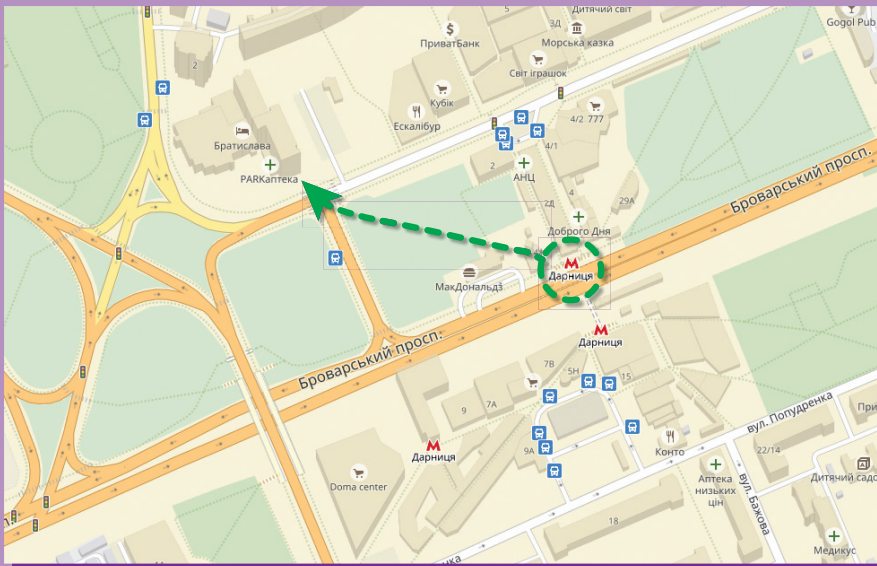 Дитячий світ
Gogol Pub
5
3Д
ПриватБанк
Морська казка
2
Світ іграшок
Кубік
4/2 777
Ескалібур
Братислава
4/1
2
АНЦ
PARKаптека
4
29А
2Д
Броварський просп.
Доброго Дня
Дарниця
МакДональдз
Дарниця
Броварський просп.
7В
5Н
15
9
7А
вул. Попудренка
При
9А
Дарниця
Конто
22/14
Doma center
Аптека
низьких
цін
Дитячий садо
вул. Бажова
18
Медикус